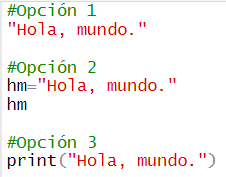 #Opción 1
"Hola, mundo."
#Opción 2
hm="Hola, mundo."
hm
#Opción 3
print("Hola, mundo.")